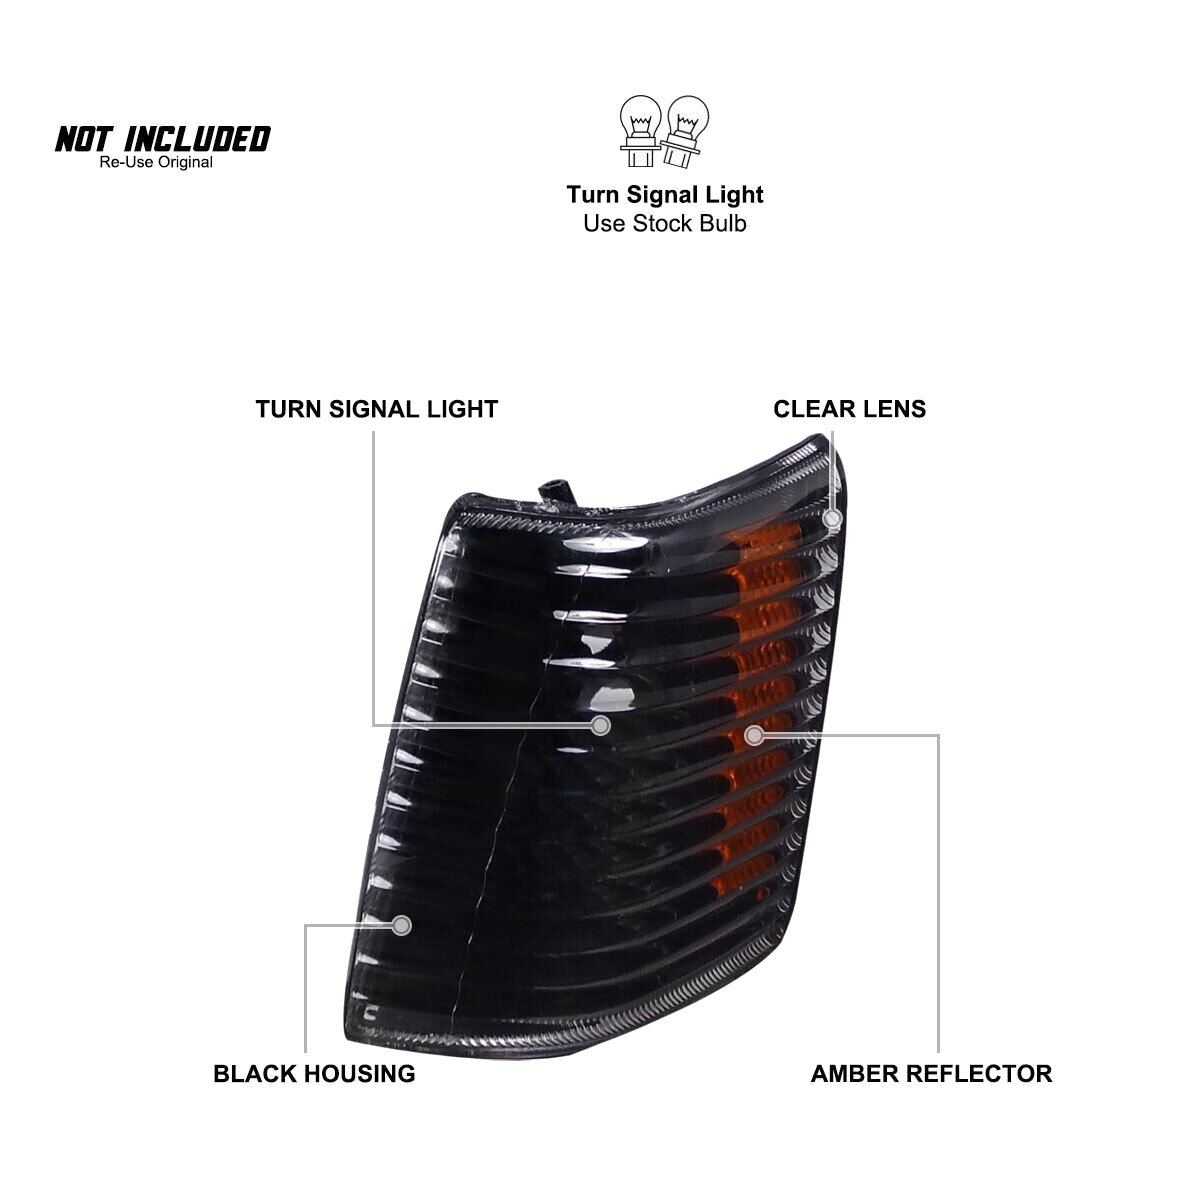 NOT INCLUDED
Re-Use Original
Turn Signal Light
Use Stock Bulb
TURN SIGNAL LIGHT
CLEAR LENS
BLACK HOUSING
AMBER REFLECTOR